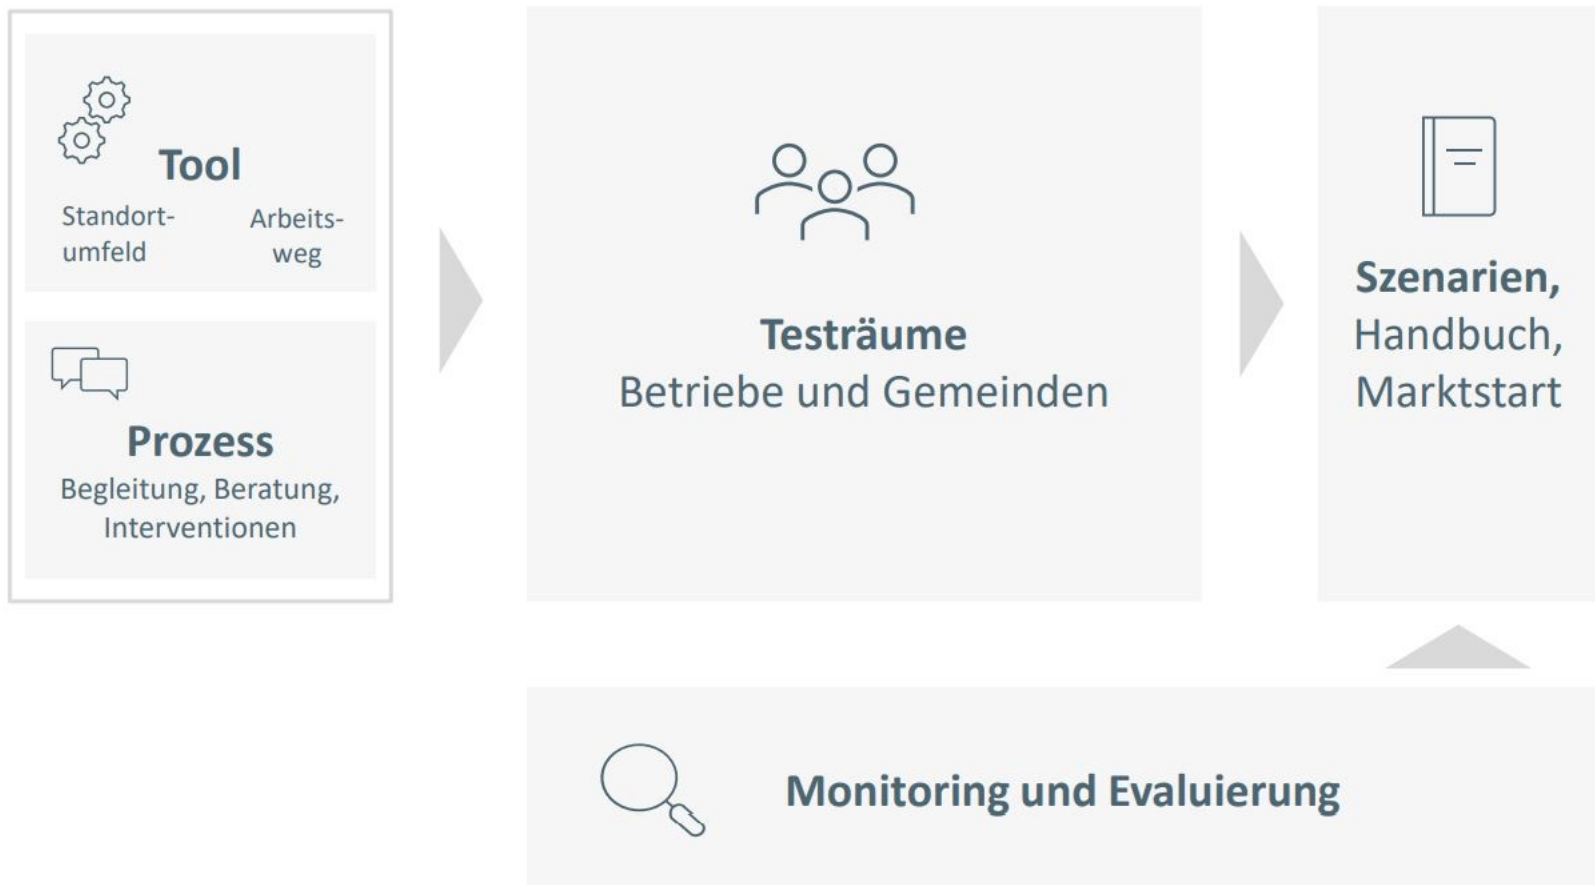 Tool
Standort-
umfeld
Arbeits-
weg
Prozess
Begleitung, Beratung,
Interventionen
Testräume
Betriebe und Gemeinden
Szenarien,
Handbuch,
Marktstart
Monitoring und Evaluierung